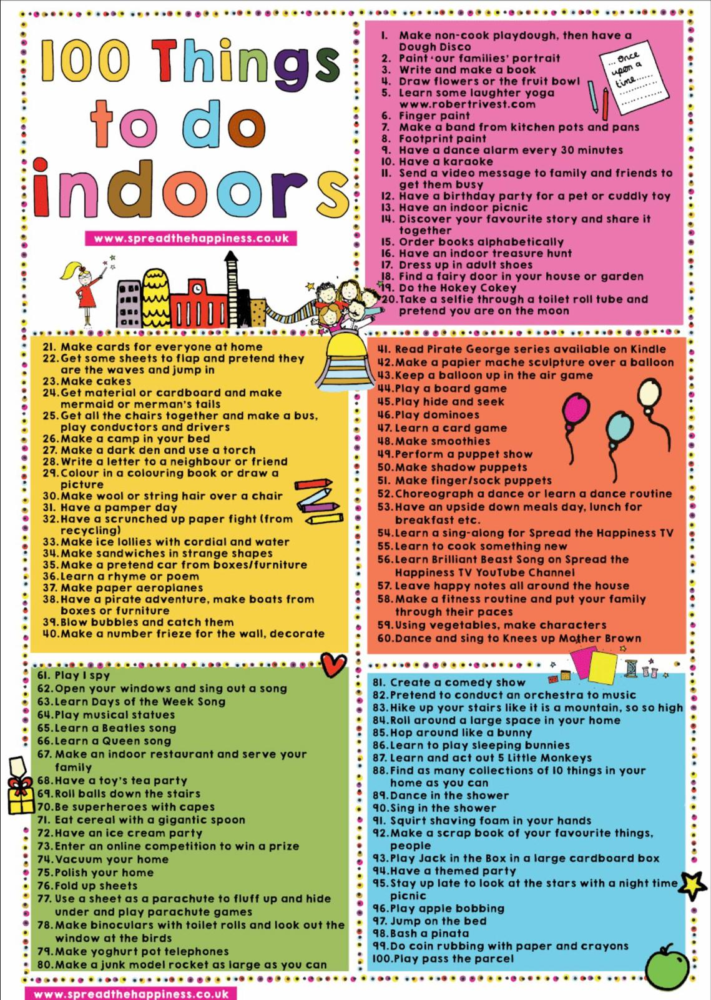 100 Things
to do
indoors
www.spreadthehappiness.co.uk
1. Make non-cook playdough, then have a
Dough Disco
2. Paint 'our families' portrait
3. Write and make a book
4. Draw flowers or the fruit bowl
5. Learn some laughter yoga
www.robertrivest.com
6. Finger paint
7. Make a band from kitchen pots and pans
8. Footprint paint
9. Have a dance alarm every 30 minutes
10. Have a karaoke
11. Send a video message to family and friends to
get them busy
12. Have a birthday party for a pet or cuddly toy
13. Have an indoor picnic
14. Discover your favourite story and share it
together
15. Order books alphabetically
16. Have an indoor treasure hunt
17. Dress up in adult shoes
18. Find a fairy door in your house or garden
19. Do the Hokey Cokey
20. Take a selfie through a toilet roll tube and
pretend you are on the moon
... once
upon a
time......
21. Make cards for everyone at home
22. Get some sheets to flap and pretend they
are the waves and jump in
23. Make cakes
24. Get material or cardboard and make
mermaid or merman's tails
25. Get all the chairs together and make a bus,
play conductors and drivers
26. Make a camp in your bed
27. Make a dark den and use a torch
28. Write a letter to a neighbour or friend
29. Colour in a colouring book or draw a
picture
30. Make wool or string hair over a chair
31. Have a pamper day
32. Have a scrunched up paper fight (from
recycling)
33. Make ice lollies with cordial and water
34. Make sandwiches in strange shapes
35. Make a pretend car from boxes/furniture
36. Learn a rhyme or poem
37. Make paper aeroplanes
38. Have a pirate adventure, make boats from
boxes or furniture
39. Blow bubbles and catch them
40. Make a number frieze for the wall, decorate
41. Read Pirate George series available on Kindle
42. Make a papier mache sculpture over a balloon
43. Keep a balloon up in the air game
44. Play a board game
45. Play hide and seek
46. Play dominoes
47. Learn a card game
48. Make smoothies
49. Perform a puppet show
50. Make shadow puppets
51. Make finger/sock puppets
52. Choreograph a dance or learn a dance routine
53. Have an upside down meals day, lunch for
breakfast etc.
54. Learn a sing-along for Spread the Happiness TV
55. Learn to cook something new
56. Learn Brilliant Beast Song on Spread the
Happiness TV YouTube Channel
57. Leave happy notes all around the house
58. Make a fitness routine and put your family
through their paces
59. Using vegetables, make characters
60. Dance and sing to Knees up Mother Brown
61. Play I spy
62. Open your windows and sing out a song
63. Learn Days of the Week Song
64. Play musical statues
65. Learn a Beatles song
66. Learn a Queen song
67. Make an indoor restaurant and serve your
family
68. Have a toy's tea party
69. Roll balls down the stairs
70. Be superheroes with capes
71. Eat cereal with a gigantic spoon
72. Have an ice cream party
73. Enter an online competition to win a prize
74. Vacuum your home
75. Polish your home
76. Fold up sheets
77. Use a sheet as a parachute to fluff up and hide
under and play parachute games
78. Make binoculars with toilet rolls and look out the
window at the birds
79. Make yoghurt pot telephones
80. Make a junk model rocket as large as you can
81. Create a comedy show
82. Pretend to conduct an orchestra to music
83. Hike up your stairs like it is a mountain, so so high
84. Roll around a large space in your home
85. Hop around like a bunny
86. Learn to play sleeping bunnies
87. Learn and act out 5 Little Monkeys
88. Find as many collections of 10 things in your
home as you can
89. Dance in the shower
90. Sing in the shower
91. Squirt shaving foam in your hands
92. Make a scrap book of your favourite things,
people
93. Play Jack in the Box in a large cardboard box
94. Have a themed party
95. Stay up late to look at the stars with a night time
picnic
96. Play apple bobbing
97. Jump on the bed
98. Bash a pinata
99. Do coin rubbing with paper and crayons
100. Play pass the parcel
www.spreadthehappiness.co.uk